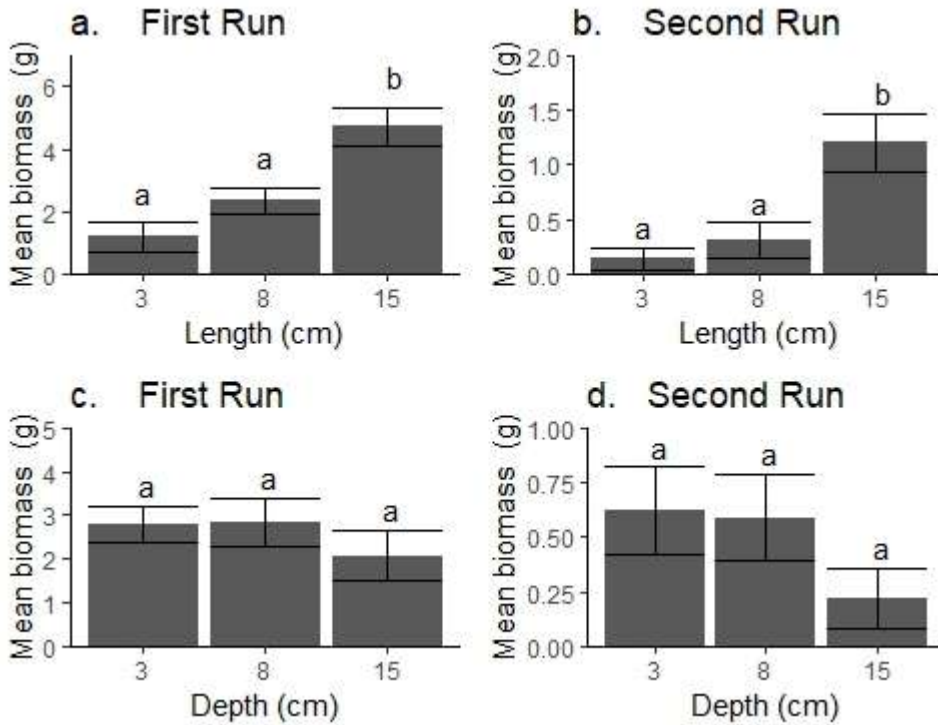 a. First Run
Mean biomass (g)
6
4
2
0
a
a
b
3 8 15
Length (cm)
b. Second Run
Mean biomass (g)
2.0
1.5
1.0
0.5
0.0
a
a
b
3 8 15
Length (cm)
c. First Run
Mean biomass (g)
5
4
3
2
1
0
a
a
a
3 8 15
Depth (cm)
d. Second Run
Mean biomass (g)
1.00
0.75
0.50
0.25
0.00
a
a
a
3 8 15
Depth (cm)